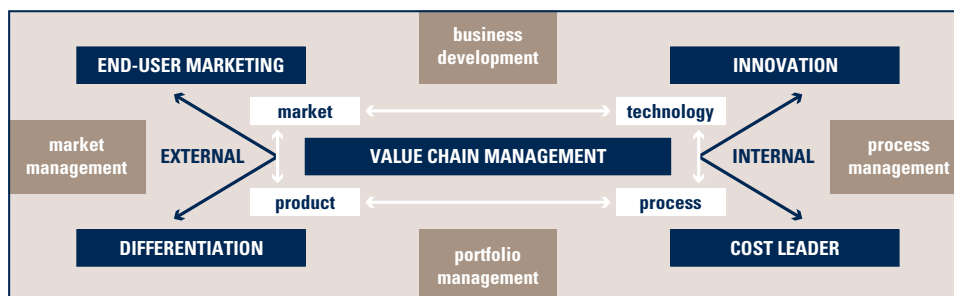 business
development
END-USER MARKETING
INNOVATION
market
technology
market
management
EXTERNAL
VALUE CHAIN MANAGEMENT
INTERNAL
process
management
product
process
DIFFERENTIATION
portfolio
management
COST LEADER